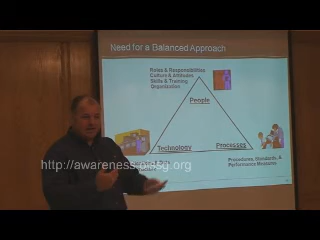 Need for a Balanced Approach
Roles & Responsibilities
Culture & Attitudes
Skills & Training
Organization
People
Technology
Processes
http://awareness.oissg.org
Procedures, Standards, &
Performance Measures